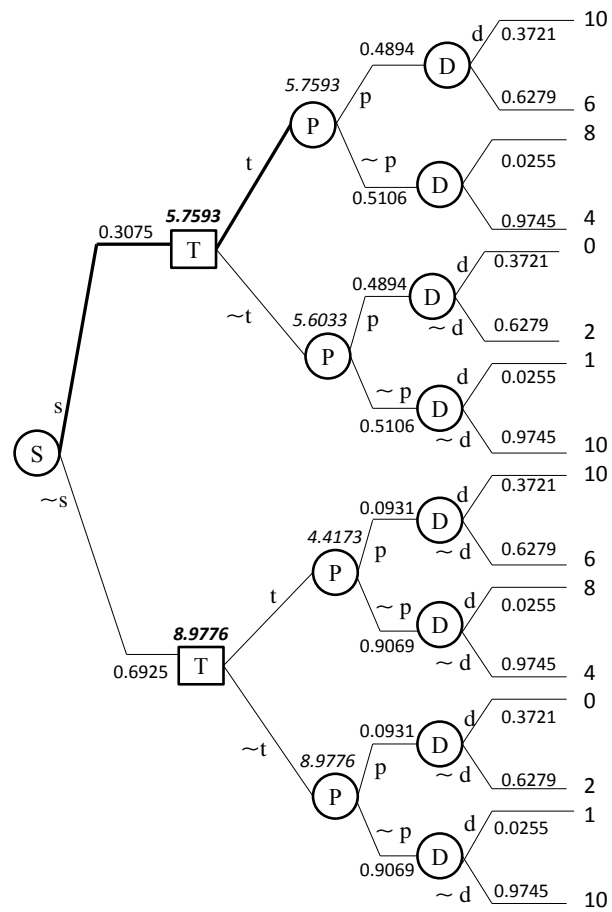 10
d
0.3721
0.4894
D
5.7593
p
0.6279
6
P
8
t
~ p
0.0255
D
0.5106
5.7593
0.9745
4
0.3075
T
0
d
0.3721
0.4894
D
~t
5.6033
p
~ d
0.6279
2
P
1
~ p
d
0.0255
D
0.5106
~ d
0.9745
s
10
S
10
~s
d
0.3721
0.0931
D
4.4173
p
~ d
0.6279
6
P
8
t
~ p
d
0.0255
D
8.9776
0.9069
~ d
T
0.6925
0.9745
4
0
d
0.3721
0.0931
~t
D
8.9776
p
~ d
0.6279
2
P
1
~ p
d
0.0255
D
0.9069
~ d
0.9745
10